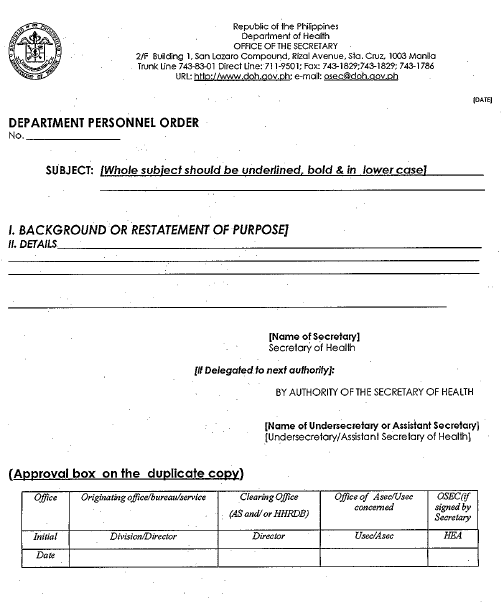 Republic of the Philippines
Department of Health
OFFICE OF THE SECRETARY
2/F Building 1, San Lazaro Compound, Rizal Avenue, Sta. Cruz, 1003 Manila
Trunk Line 743-83-01 Direct Line: 711-9501; Fax: 743-1829;743-1829; 743-1786
URL: http://www.doh.gov.ph; e-mail: osec@doh.gov.ph
[DATE]
DEPARTMENT PERSONNEL ORDER
No.
SUBJECT: [Whole subject should be underlined, bold & in lower case]
I. BACKGROUND OR RESTATEMENT OF PURPOSE]
II. DETAILS
[Name of Secretary]
Secretary of Health
[If Delegated to next authority]:
BY AUTHORITY OF THE SECRETARY OF HEALTH
[Name of Undersecretary or Assistant Secretary]
[Undersecretary/Assistant Secretary of Health]
(Approval box on the duplicate copy)
Office Originating office/bureau/service Clearing Office (AS and/or HHRDB) Office of Asec/Usec concerned OSEC(if signed by Secretary
Initial Division/Director Director Usec/Asec HEA
Date